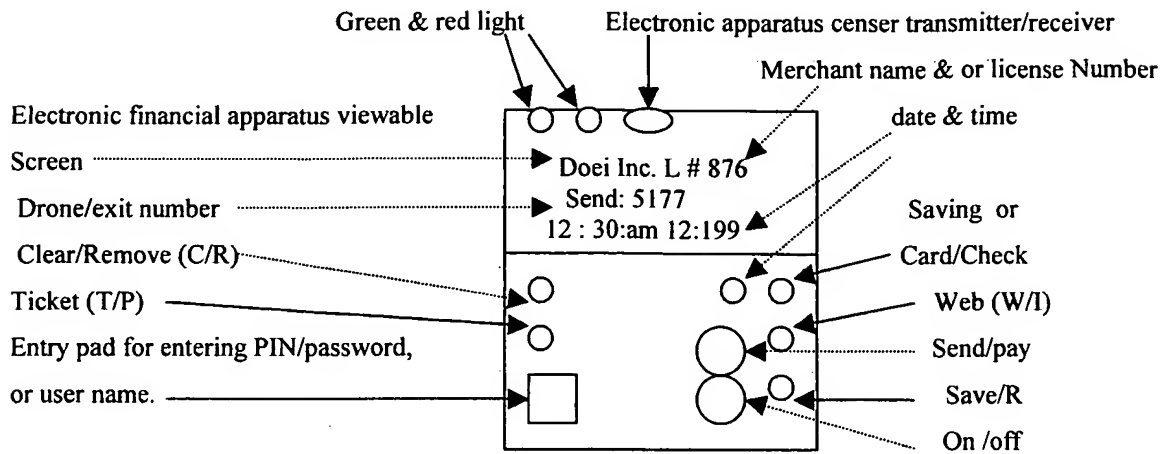 Green & red light
Electronic apparatus censer transmitter/receiver
Merchant name & or license Number
Electronic financial apparatus viewable
date & time
Screen
Doei Inc. L # 876
Drone/exit number
Send: 5177
12 : 30:am 12:199
Saving or
Clear/Remove (C/R)
Card/Check
Ticket (T/P)
Web (W/I)
Entry pad for entering PIN/password,
Send/pay
or user name.
Save/R
On /off